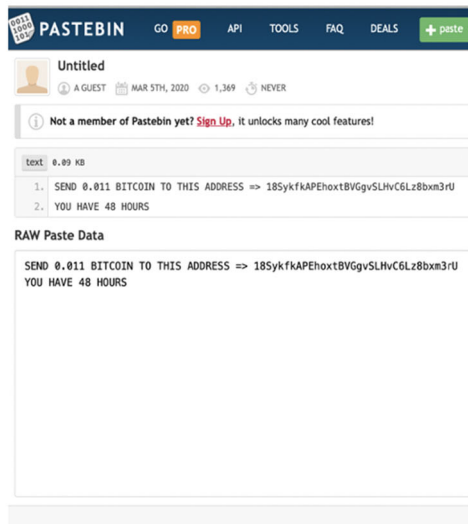 PASTEBIN GO PRO API TOOLS FAQ DEALS + paste
Untitled
A GUEST MAR 5TH, 2020 1,369 NEVER
Not a member of Pastebin yet? Sign Up, it unlocks many cool features!
text 0.09 KB
1. SEND 0.011 BITCOIN TO THIS ADDRESS => 18SykfkAPEhoxtBVGgvSLHvC6Lz8bxm3rU
2. YOU HAVE 48 HOURS
RAW Paste Data
SEND 0.011 BITCOIN TO THIS ADDRESS => 18SykfkAPEhoxtBVGgvSLHvC6Lz8bxm3rU
YOU HAVE 48 HOURS